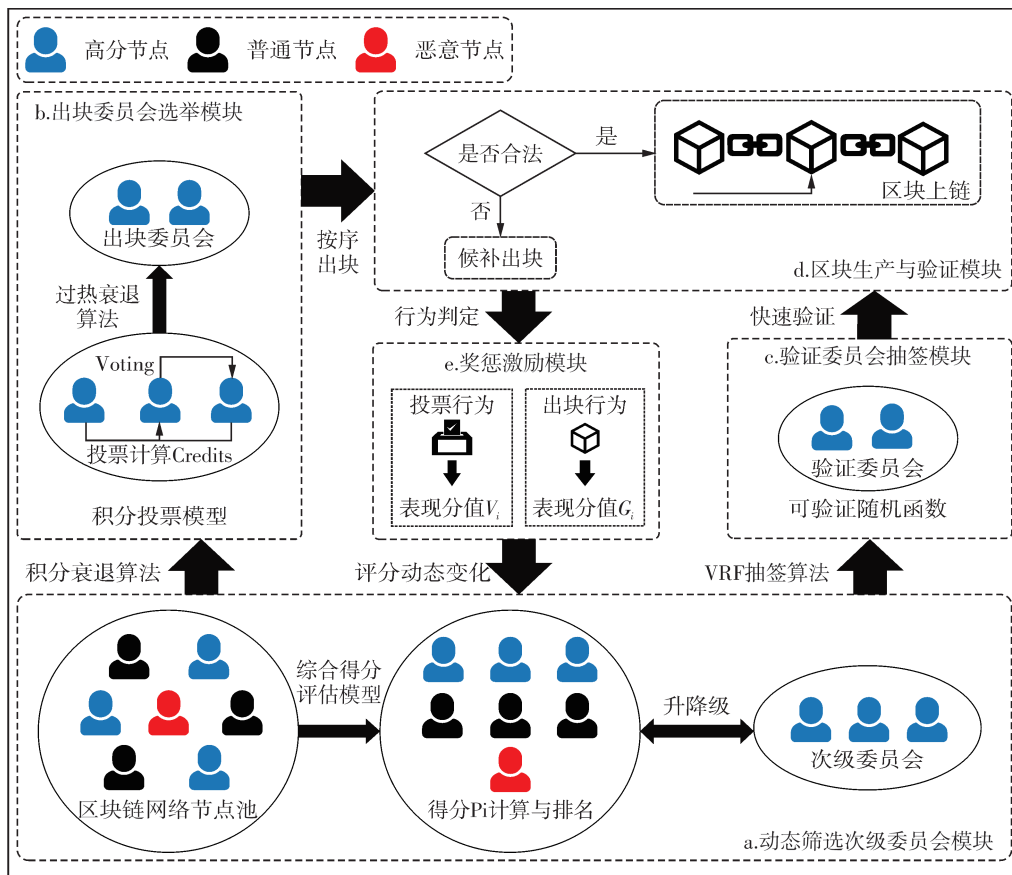 高分节点
普通节点
恶意节点
b.出块委员会选举模块
出块委员会
过热衰退
算法
Voting
投票计算Credits
积分投票模型
按序
出块
是否合法
是
否
候补出块
区块上链
d.区块生产与验证模块
行为判定
快速验证
e.奖惩激励模块
投票行为
表现分值Vi
出块行为
表现分值Gi
c.验证委员会抽签模块
验证委员会
可验证随机函数
积分衰退算法
评分动态变化
VRF抽签算法
区块链网络节点池
综合得分
评估模型
得分Pi计算与排名
升降级
次级委员会
a.动态筛选次级委员会模块